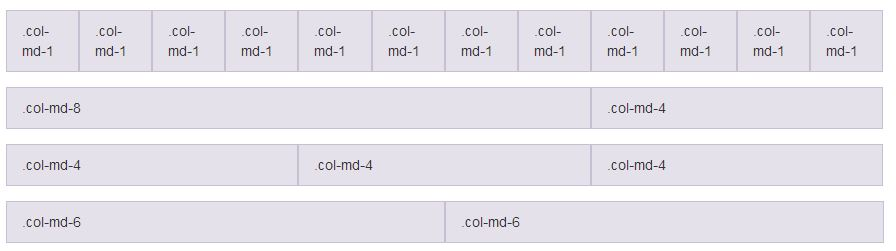 .col- .col- .col- .col- .col- .col- .col- .col- .col- .col- .col- .col-
md-1 md-1 md-1 md-1 md-1 md-1 md-1 md-1 md-1 md-1 md-1 md-1
.col-md-8 .col-md-4
.col-md-4 .col-md-4 .col-md-4
.col-md-6 .col-md-6